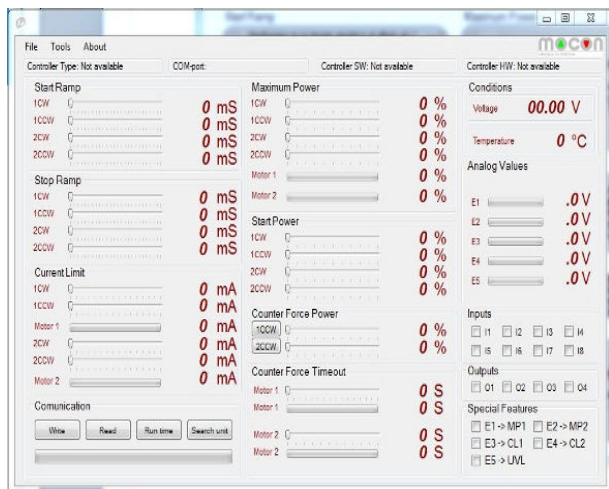 File Tools About
mocon
Controller Type: Not available COM-port: Controller SW: Not available Controller HW: Not available
Start Ramp
1CW 0 mS
1CCW 0 mS
2CW 0 mS
2CCW 0 mS
Stop Ramp
1CW 0 mS
1CCW 0 mS
2CW 0 mS
2CCW 0 mS
Current Limit
1CW 0 mA
1CCW 0 mA
Motor 1 0 mA
2CW 0 mA
2CCW 0 mA
Motor 2 0 mA
Comunication
Write Read Run time Search unit
Maximum Power
1CW 0 %
1CCW 0 %
2CW 0 %
2CCW 0 %
Motor 1 0 %
Motor 2 0 %
Start Power
1CW 0 %
1CCW 0 %
2CW 0 %
2CCW 0 %
Counter Force Power
1CCW 0 %
2CCW 0 %
Counter Force Timeout
Motor 1 0 S
Motor 1 0 S
Motor 2 0 S
Motor 2 0 S
Conditions
Voltage 00.00 V
Temperature 0 °C
Analog Values
E1 .0 V
E2 .0 V
E3 .0 V
E4 .0 V
E5 .0 V
Inputs
I1 I2 I3 I4
I5 I6 I7 I8
Outputs
O1 O2 O3 O4
Special Features
E1 -> MP1 E2 -> MP2
E3 -> CL1 E4 -> CL2
E5 -> UVL